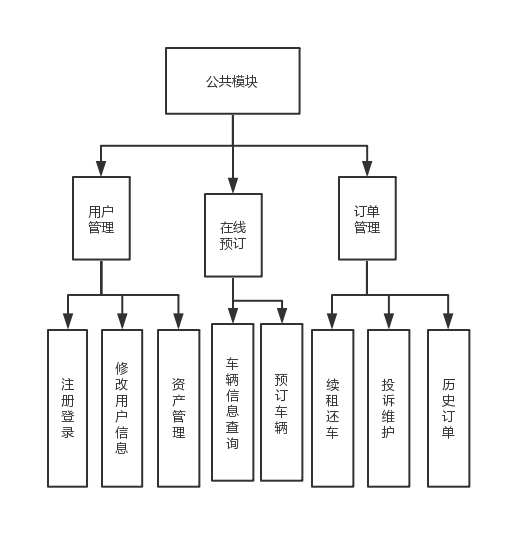 公共模块
用户
管理
在线
预订
订单
管理
注册登录
修改用户信息
资产管理
车辆信息查询
预订车辆
续租还车
投诉维护
历史订单